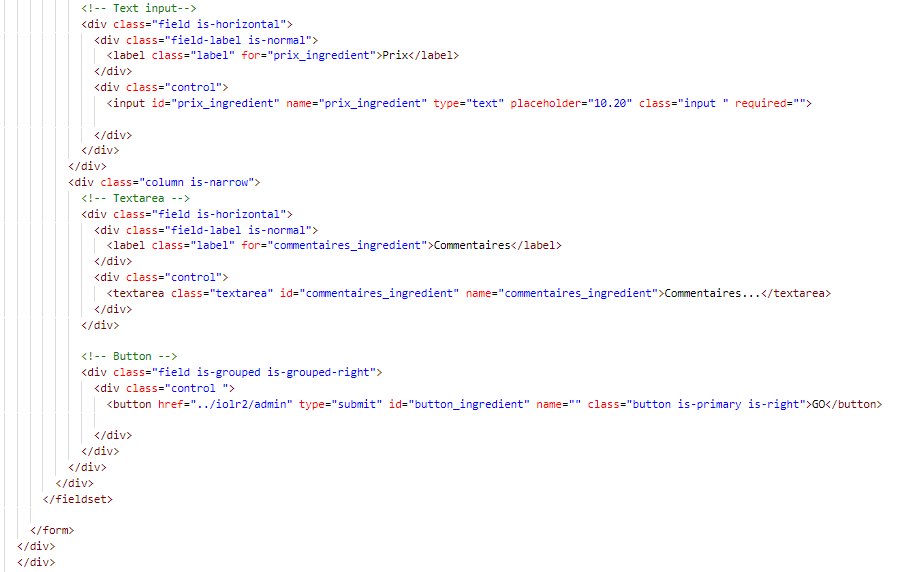 <!-- Text input-->
<div class="field is-horizontal">
<div class="field-label is-normal">
<label class="label" for="prix_ingredient">Prix</label>
</div>
<div class="control">
<input id="prix_ingredient" name="prix_ingredient" type="text" placeholder="10.20" class="input " required="">
</div>
</div>
</div>
<div class="column is-narrow">
<!-- Textarea -->
<div class="field is-horizontal">
<div class="field-label is-normal">
<label class="label" for="commentaires_ingredient">Commentaires</label>
</div>
<div class="control">
<textarea class="textarea" id="commentaires_ingredient" name="commentaires_ingredient">Commentaires...</textarea>
</div>
</div>
<!-- Button -->
<div class="field is-grouped is-grouped-right">
<div class="control ">
<button href="../iolr2/admin" type="submit" id="button_ingredient" name="" class="button is-primary is-right">GO</button>
</div>
</div>
</div>
</div>
</fieldset>
</form>
</div>
</div>